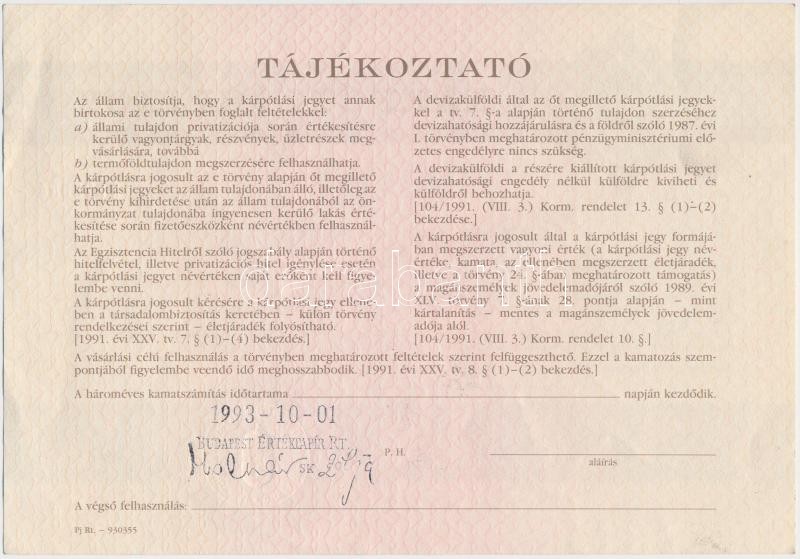 TÁJÉKOZTATÓ
Az állam biztosítja, hogy a kárpótlási jegyet annak
birtokosa az e törvényben foglalt feltételekkel:
a) állami tulajdon privatizációja során értékesítésre
kerülő vagyontárgyak, részvények, üzletrészek meg-
vásárlására, továbbá
b) termőföldtulajdon megszerzésére felhasználhatja.
A kárpótlásra jogosult az e törvény alapján őt megillető
kárpótlási jegyeket az állam tulajdonában álló, illetőleg az
e törvény kihirdetése után az állam tulajdonából az ön-
kormányzat tulajdonába ingyenesen kerülő lakás érté-
kesítése során fizetőeszközként névértékben felhasznál-
hatja.
Az Egzisztencia Hitelről szóló jogszabály alapján történő
hitelfelvétel, illetve privatizációs hitel igénylése esetén
a kárpótlási jegyet névértéken saját erőként kell figye-
lembe venni.
A kárpótlásra jogosult kérésére a kárpótlási jegy ellené-
ben a társadalombiztosítás keretében – külön törvény
rendelkezései szerint – életjáradék folyósítható.
[1991. évi XXV. tv. 7. § (1)–(4) bekezdés.]
A devizakülföldi által az őt megillető kárpótlási jegyek-
kel a tv. 7. §-a alapján történő tulajdon szerzéséhez
devizahatósági hozzájárulásra és a földről szóló 1987. évi
I. törvényben meghatározott pénzügyminisztériumi elő-
zetes engedélyre nincs szükség.
A devizakülföldi a részére kiállított kárpótlási jegyet
devizahatósági engedély nélkül külföldre kiviheti és
külföldről behozhatja.
[104/1991. (VIII. 3.) Korm. rendelet 13. § (1)–(2)
bekezdése.]
A kárpótlásra jogosult által a kárpótlási jegy formájá-
ban megszerzett vagyoni érték (a kárpótlási jegy név-
értéke, kamata, az ellenében megszerzett életjáradék,
illetve a törvény 24. §-ában meghatározott támogatás)
a magánszemélyek jövedelemadójáról szóló 1989. évi
XLV. törvény 7. §-ának 28. pontja alapján – mint
kártalanítás – mentes a magánszemélyek jövedelem-
adója alól.
[104/1991. (VIII. 3.) Korm. rendelet 10. §.]
A vásárlási célú felhasználás a törvényben meghatározott feltételek szerint felfüggeszthető. Ezzel a kamatozás szem-
pontjából figyelembe veendő idő meghosszabbodik. [1991. évi XXV. tv. 8. § (1)–(2) bekezdés.]
A hároméves kamatszámítás időtartama napján kezdődik.
1993-10-01
BUDAPEST ÉRTÉKPAPÍR RT.
Molnár SK
P. H.
aláírás
A végső felhasználás:
Pj Rt. – 930355
darabanth